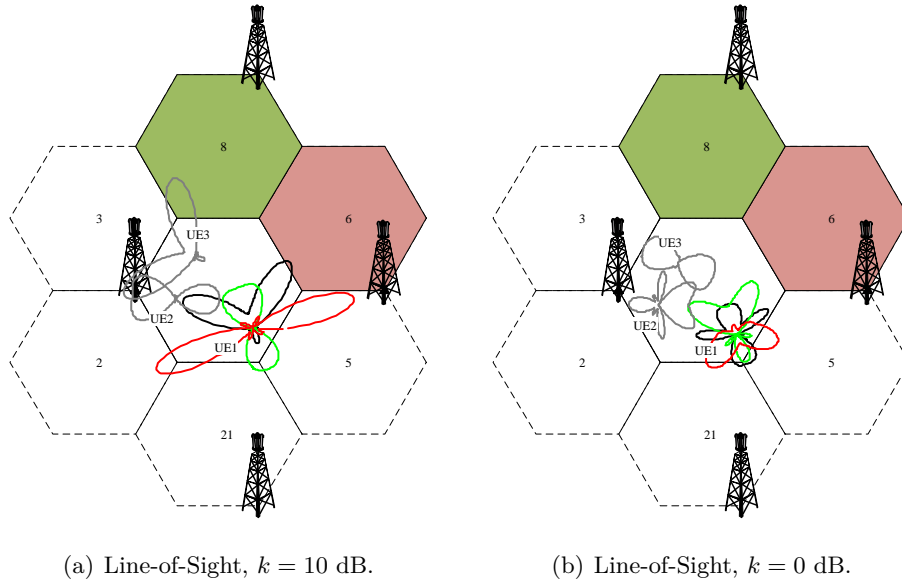 8
8
3
6
3
6
UE3
UE3
UE2
UE2
UE1
UE1
2
5
2
5
21
21
(a) Line-of-Sight, k = 10 dB.
(b) Line-of-Sight, k = 0 dB.